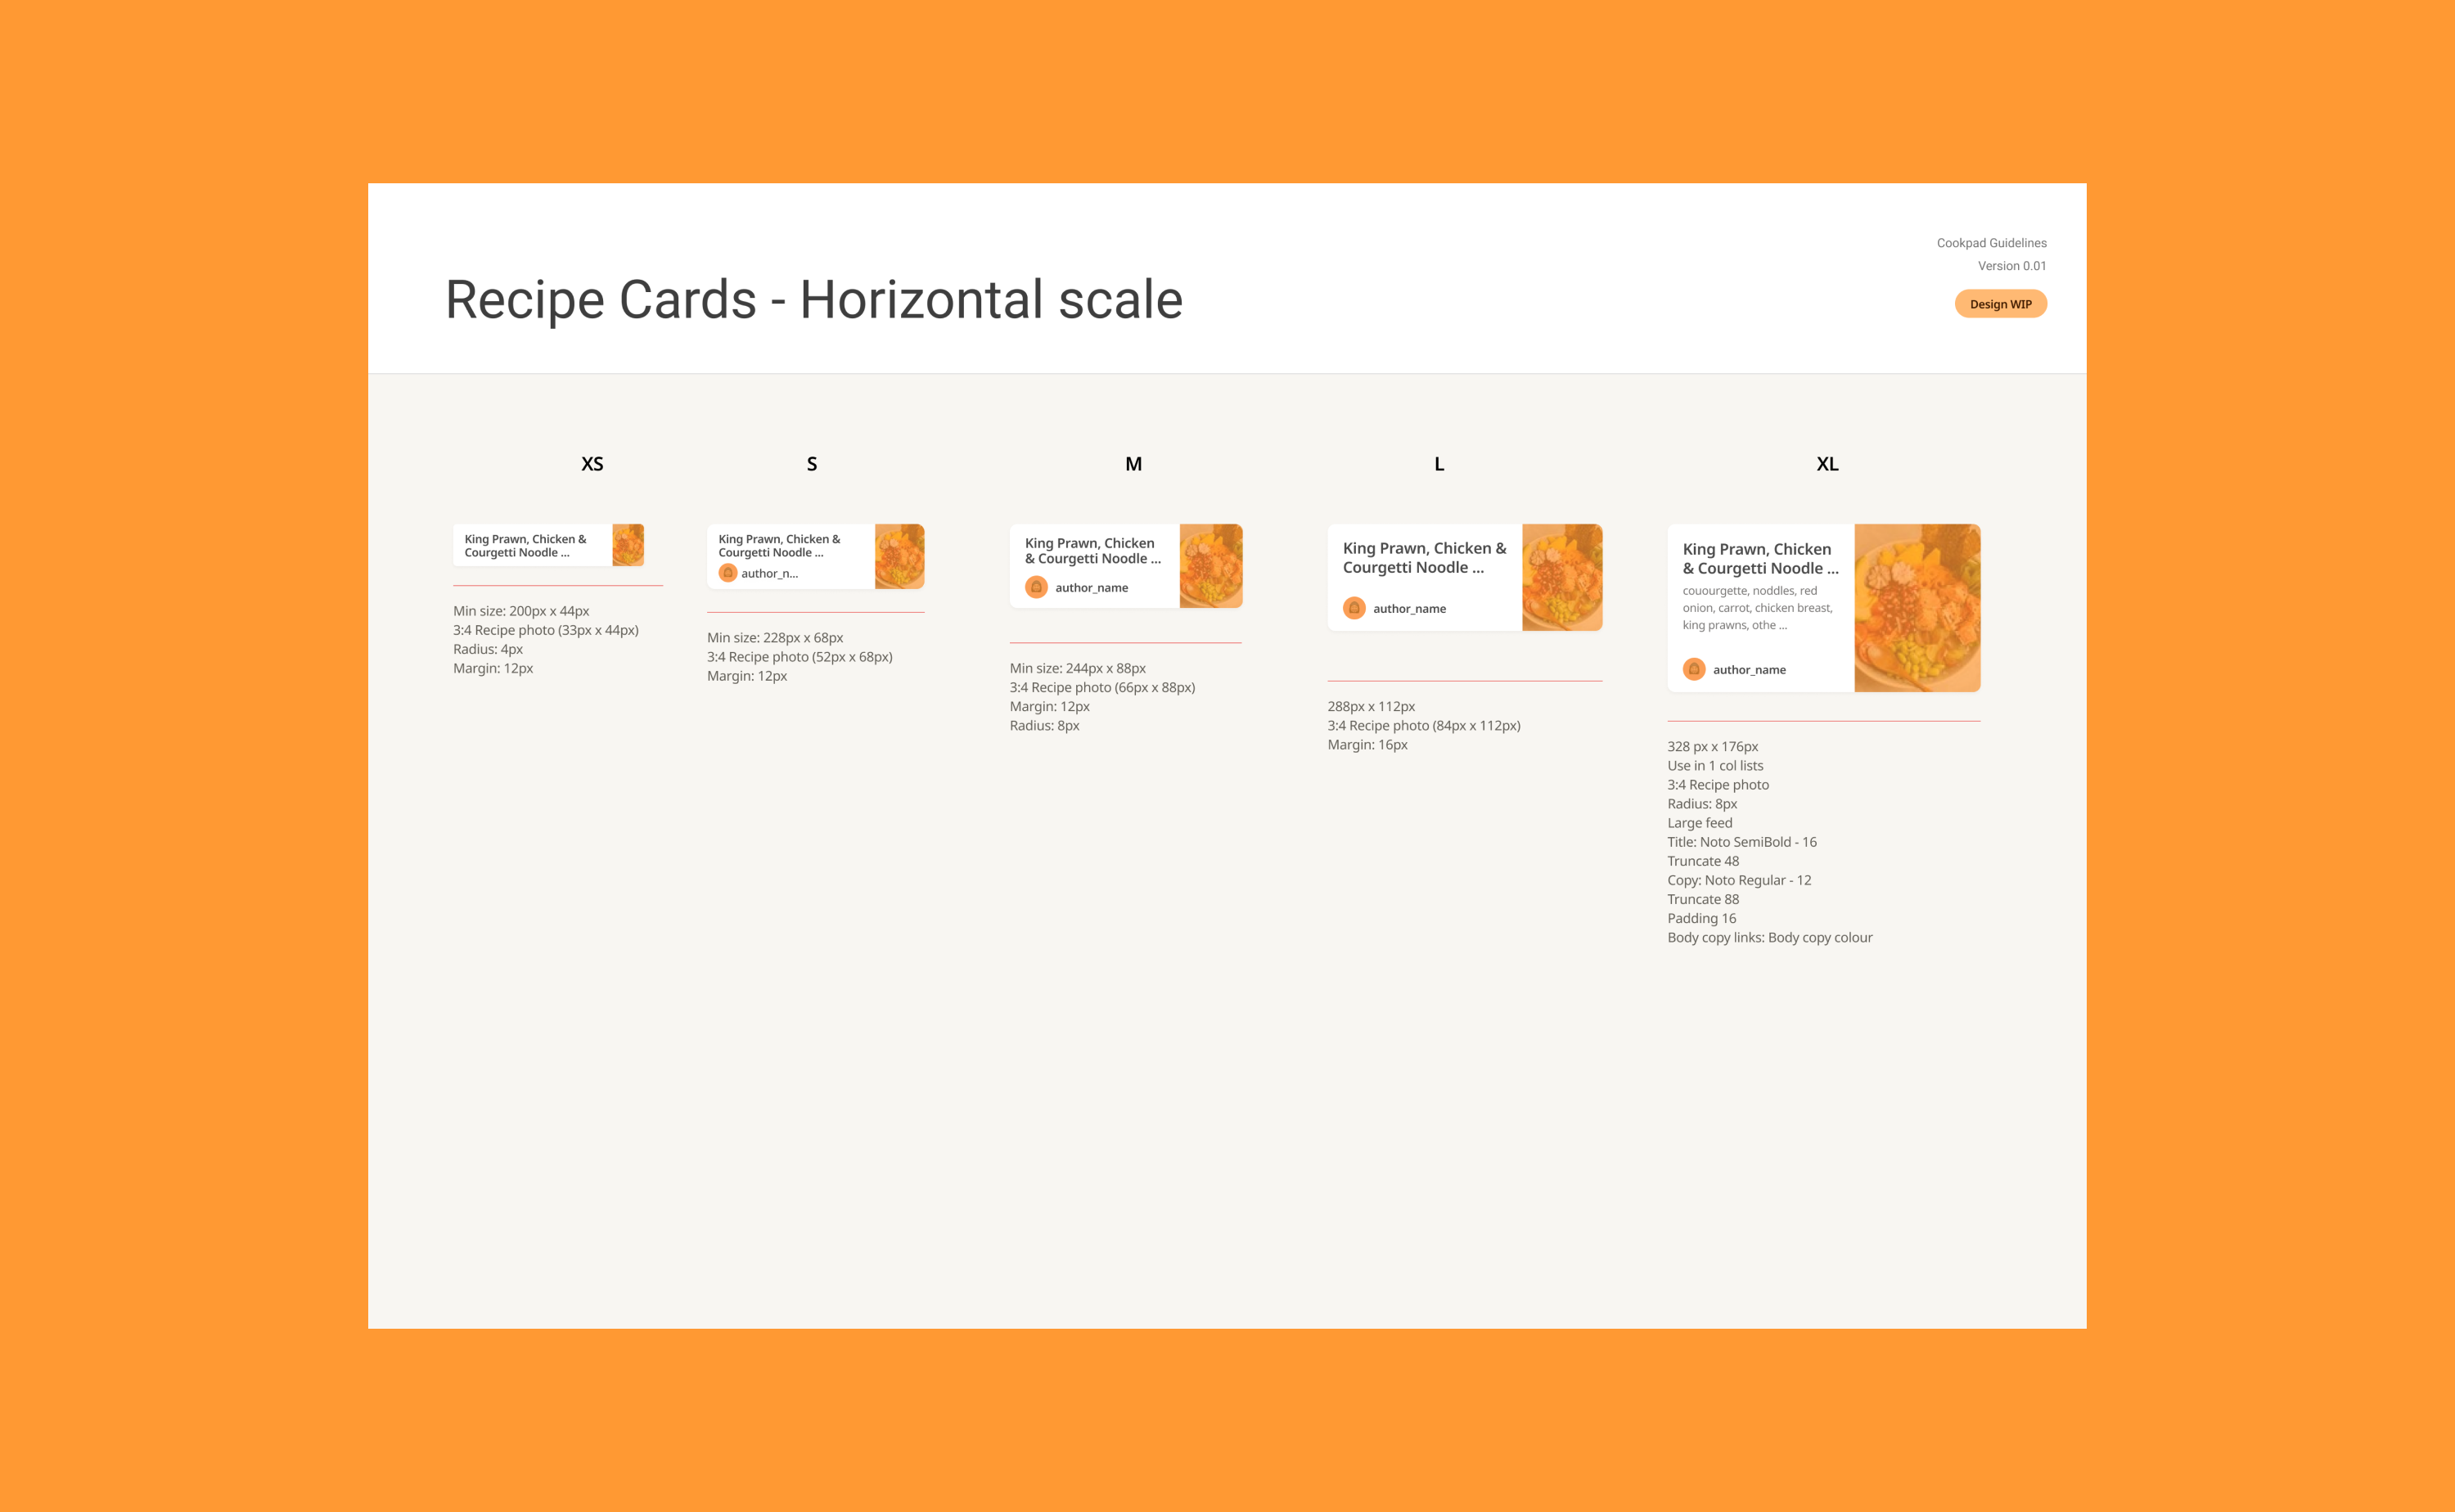 Cookpad Guidelines
Version 0.01
Design WIP
Recipe Cards - Horizontal scale
XS
King Prawn, Chicken &
Courgetti Noodle ...
Min size: 200px x 44px
3:4 Recipe photo (33px x 44px)
Radius: 4px
Margin: 12px
S
King Prawn, Chicken &
Courgetti Noodle ...
author_n...
Min size: 228px x 68px
3:4 Recipe photo (52px x 68px)
Margin: 12px
M
King Prawn, Chicken
& Courgetti Noodle ...
author_name
Min size: 244px x 88px
3:4 Recipe photo (66px x 88px)
Margin: 12px
Radius: 8px
L
King Prawn, Chicken &
Courgetti Noodle ...
author_name
288px x 112px
3:4 Recipe photo (84px x 112px)
Margin: 16px
XL
King Prawn, Chicken
& Courgetti Noodle ...
couourgette, noddles, red
onion, carrot, chicken breast,
king prawns, othe ...
author_name
328 px x 176px
Use in 1 col lists
3:4 Recipe photo
Radius: 8px
Large feed
Title: Noto SemiBold - 16
Truncate 48
Copy: Noto Regular - 12
Truncate 88
Padding 16
Body copy links: Body copy colour